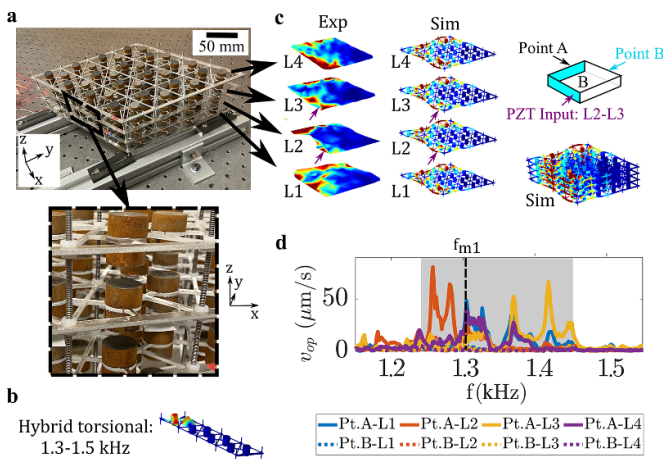 a
50 mm
z
y
x
z
y
x
b
Hybrid torsional:
1.3-1.5 kHz
c
Exp
Sim
L4
L4
L3
L3
L2
L2
L1
L1
Point A
Point B
B
PZT Input: L2-L3
Sim
d
fm1
vop (μm/s)
50
0
1.2
1.3
1.4
1.5
f(kHz)
Pt.A-L1 Pt.A-L2 Pt.A-L3 Pt.A-L4
Pt.B-L1 Pt.B-L2 Pt.B-L3 Pt.B-L4